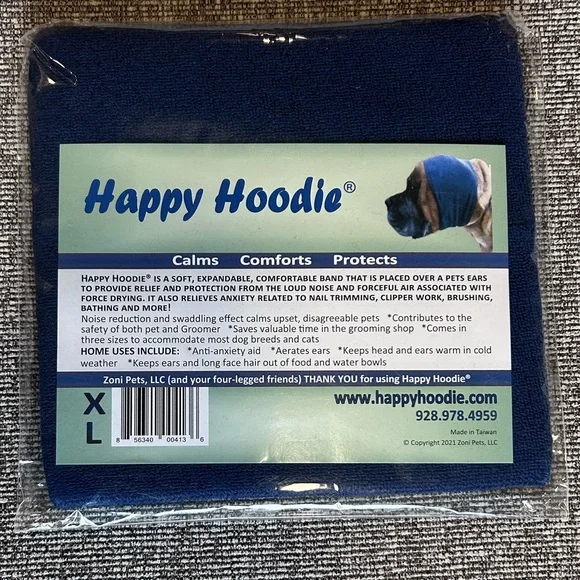 Happy Hoodie®
Calms Comforts Protects
HAPPY HOODIE® IS A SOFT, EXPANDABLE, COMFORTABLE BAND THAT IS PLACED OVER A PETS EARS
TO PROVIDE RELIEF AND PROTECTION FROM THE LOUD NOISE AND FORCEFUL AIR ASSOCIATED WITH
FORCE DRYING. IT ALSO RELIEVES ANXIETY RELATED TO NAIL TRIMMING, CLIPPER WORK, BRUSHING,
BATHING AND MORE!
Noise reduction and swaddling effect calms upset, disagreeable pets *Contributes to the
safety of both pet and Groomer *Saves valuable time in the grooming shop *Comes in
three sizes to accommodate most dog breeds and cats
HOME USES INCLUDE: *Anti-anxiety aid *Aerates ears *Keeps head and ears warm in cold
weather *Keeps ears and long face hair out of food and water bowls
Zoni Pets, LLC (and your four-legged friends) THANK YOU for using Happy Hoodie®
XL
8 56340 00413 6
www.happyhoodie.com
928.978.4959
Made in Taiwan
© Copyright 2021 Zoni Pets, LLC